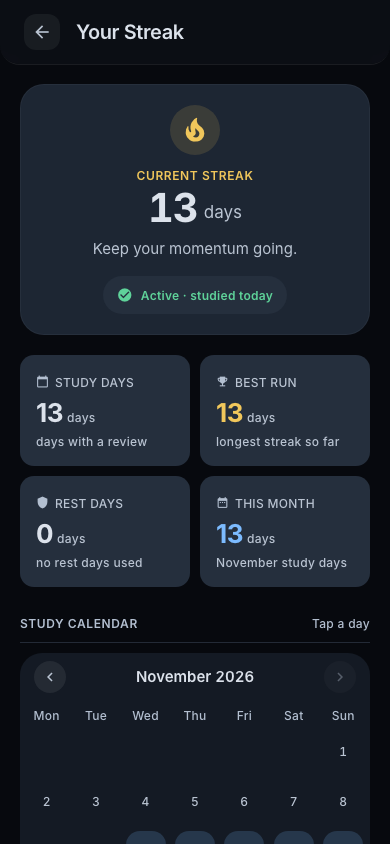 Your Streak
CURRENT STREAK
13 days
Keep your momentum going.
Active · studied today
STUDY DAYS
13 days
days with a review
BEST RUN
13 days
longest streak so far
REST DAYS
0 days
no rest days used
THIS MONTH
13 days
November study days
STUDY CALENDAR
Tap a day
November 2026
Mon Tue Wed Thu Fri Sat Sun
1
2 3 4 5 6 7 8